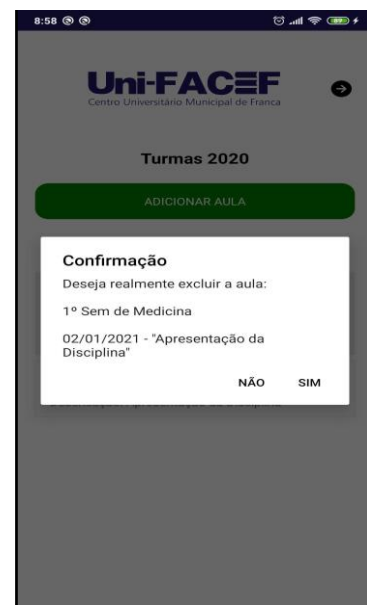 8:58
Uni-FACEF
Centro Universitário Municipal de Franca
Turmas 2020
ADICIONAR AULA
Confirmação
Deseja realmente excluir a aula:
1º Sem de Medicina
02/01/2021 - "Apresentação da
Disciplina"
NÃO SIM